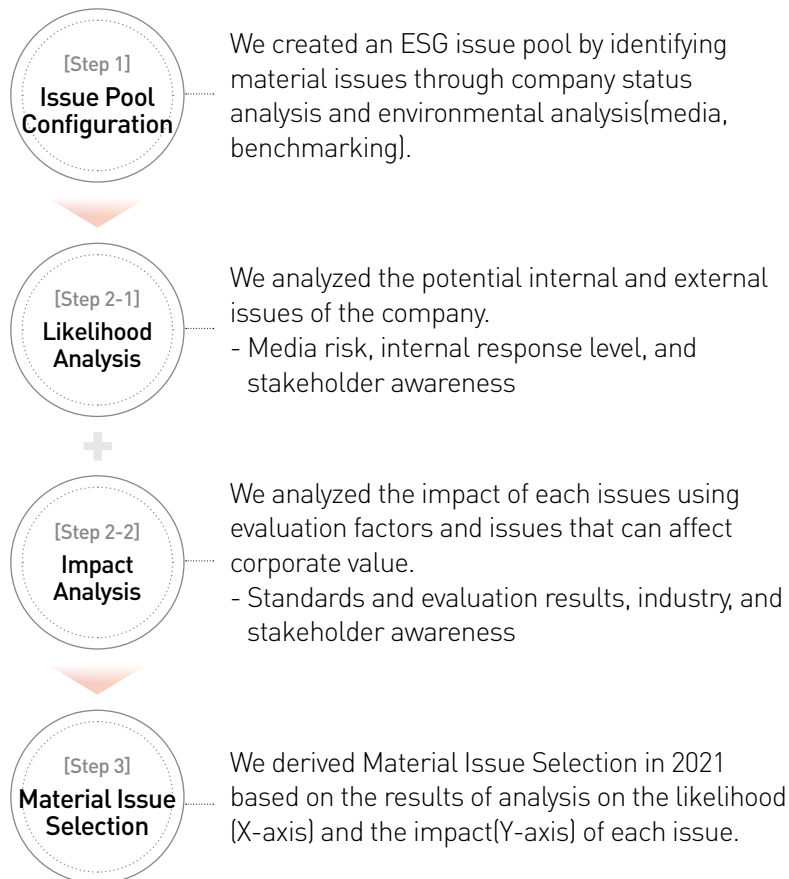 [Step 1]
Issue Pool
Configuration
We created an ESG issue pool by identifying
material issues through company status
analysis and environmental analysis(media,
benchmarking).
[Step 2-1]
Likelihood
Analysis
We analyzed the potential internal and external
issues of the company.
- Media risk, internal response level, and
stakeholder awareness
[Step 2-2]
Impact
Analysis
We analyzed the impact of each issues using
evaluation factors and issues that can affect
corporate value.
- Standards and evaluation results, industry, and
stakeholder awareness
[Step 3]
Material Issue
Selection
We derived Material Issue Selection in 2021
based on the results of analysis on the likelihood
(X-axis) and the impact(Y-axis) of each issue.